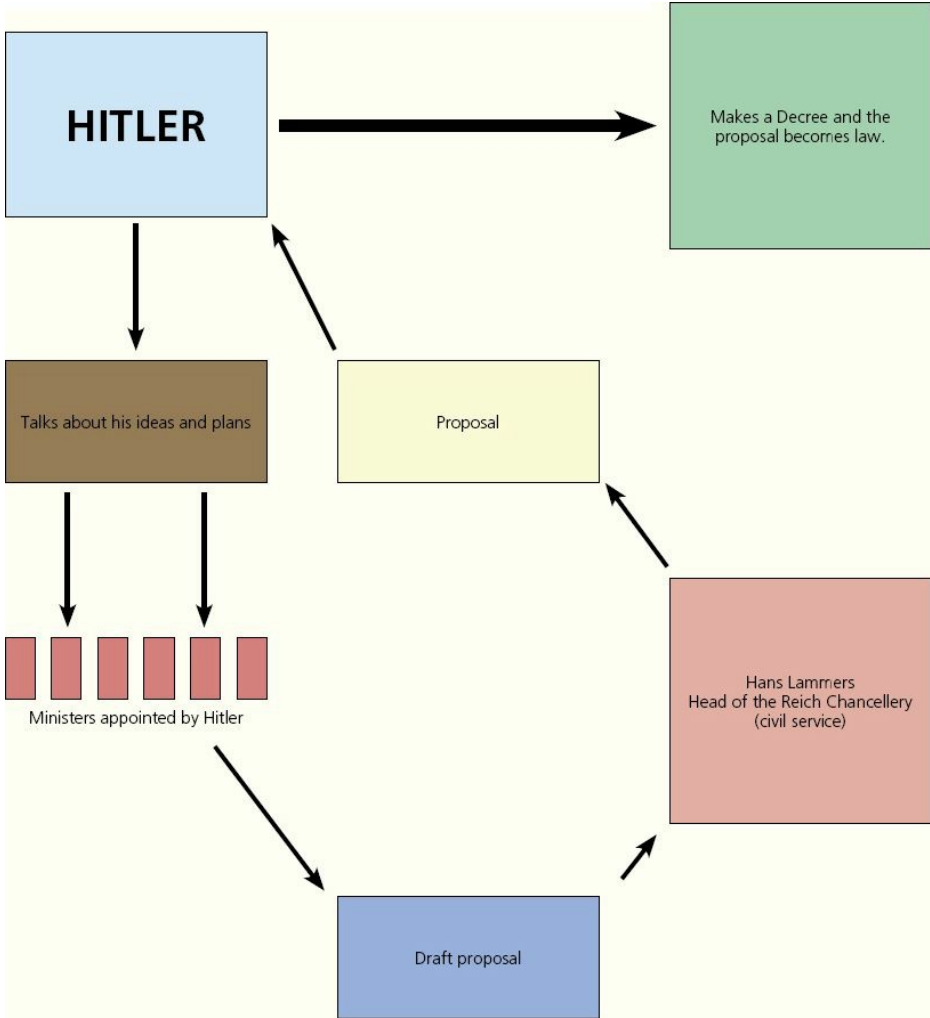 HITLER
Makes a Decree and the
proposal becomes law.
Talks about his ideas and plans
Proposal
Ministers appointed by Hitler
Hans Lammers
Head of the Reich Chancellery
(civil service)
Draft proposal